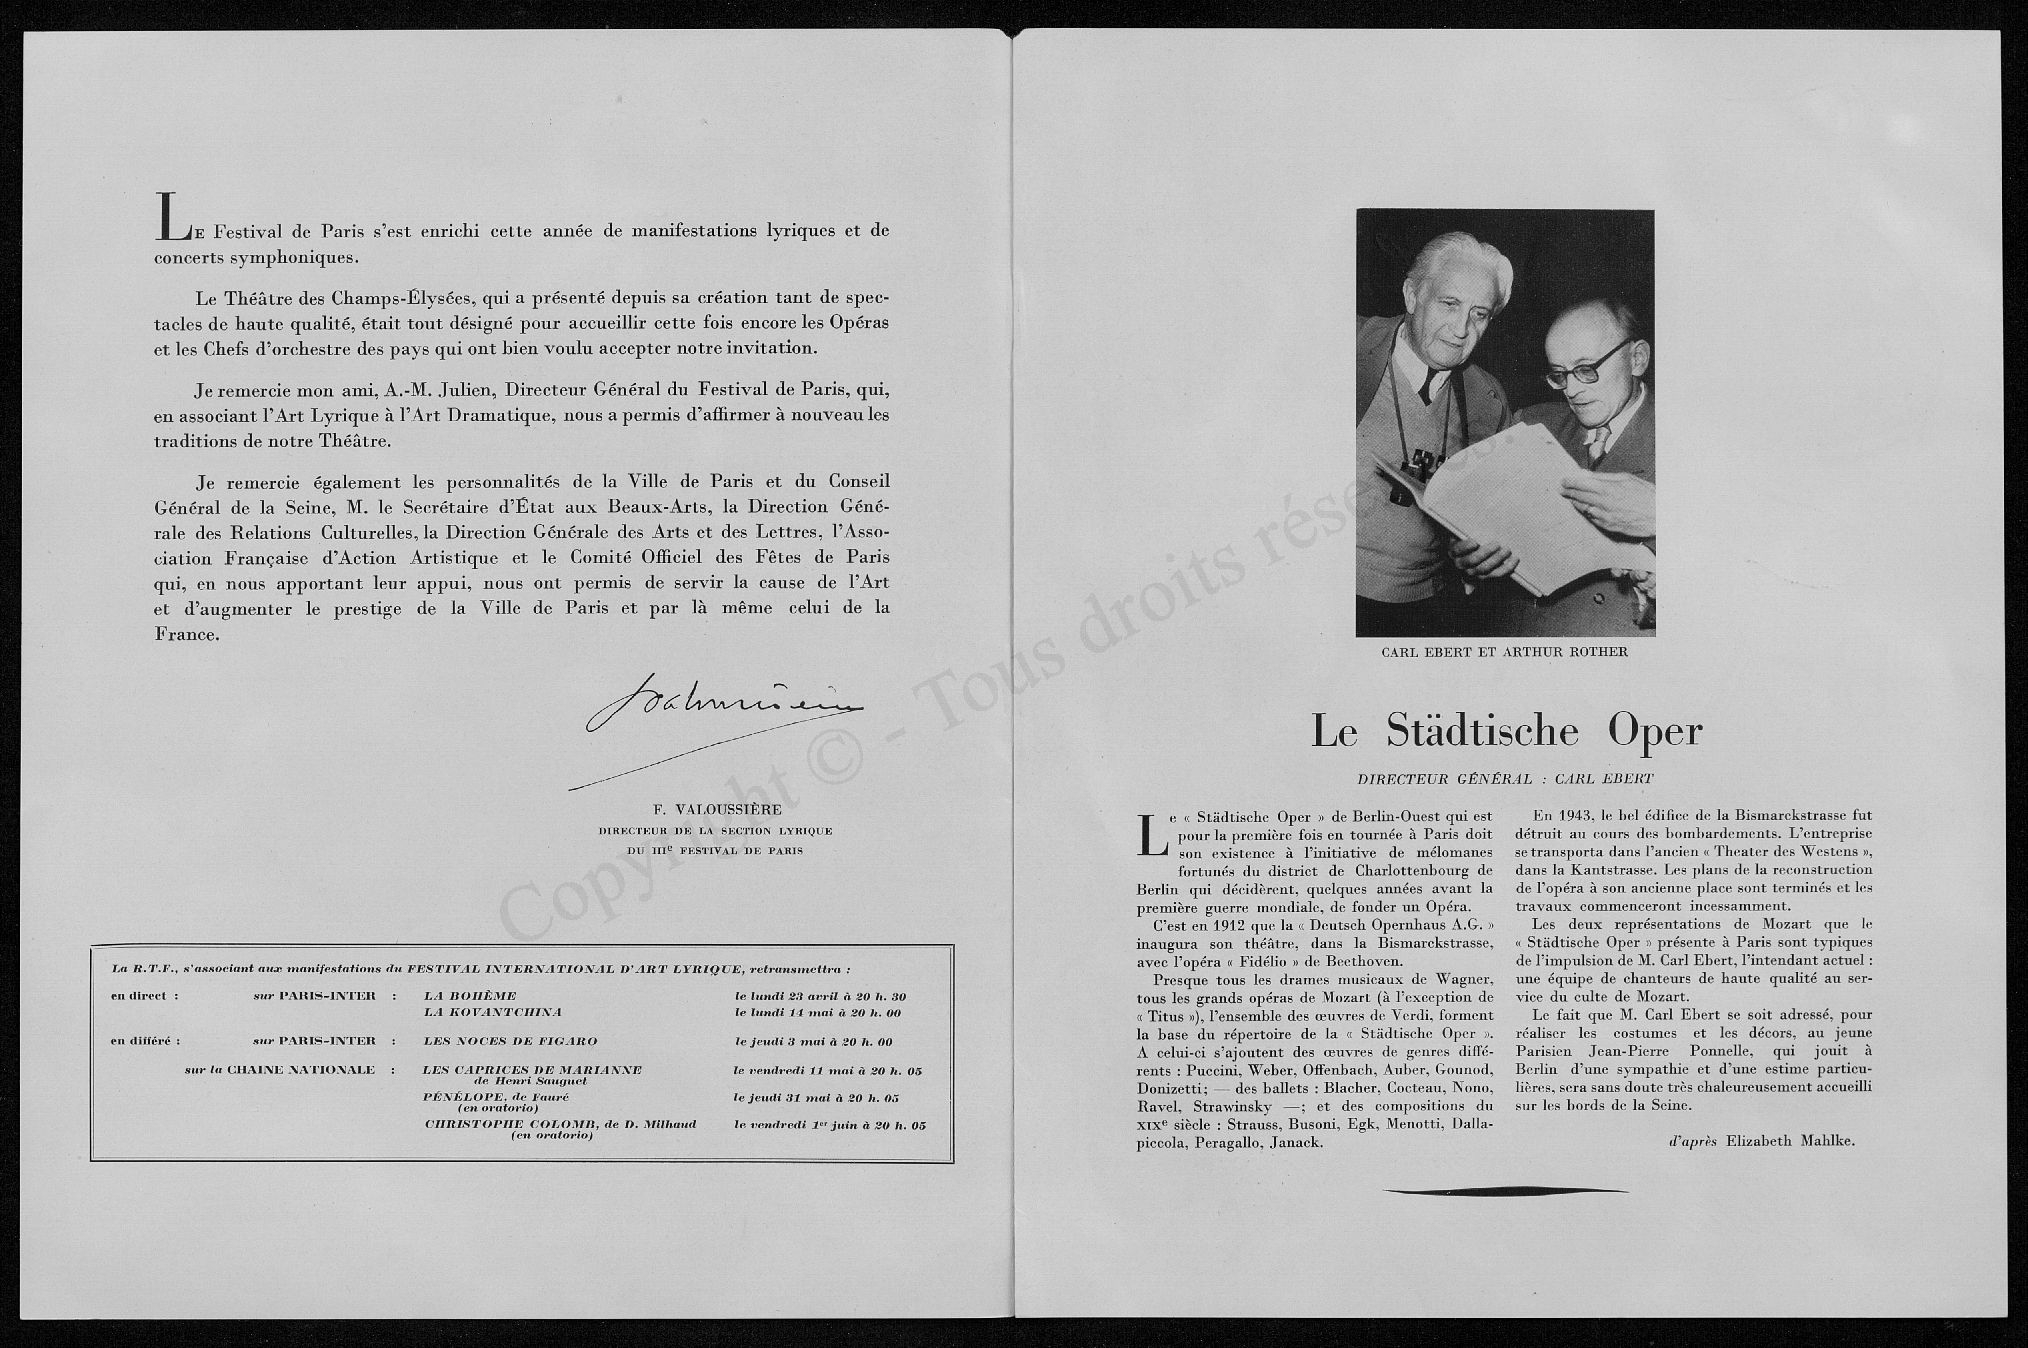 LE Festival de Paris s'est enrichi cette année de manifestations lyriques et de
concerts symphoniques.
Le Théâtre des Champs-Élysées, qui a présenté depuis sa création tant de spec-
tacles de haute qualité, était tout désigné pour accueillir cette fois encore les Opéras
et les Chefs d'orchestre des pays qui ont bien voulu accepter notre invitation.
Je remercie mon ami, A.-M. Julien, Directeur Général du Festival de Paris, qui,
en associant l'Art Lyrique à l'Art Dramatique, nous a permis d'affirmer à nouveau les
traditions de notre Théâtre.
Je remercie également les personnalités de la Ville de Paris et du Conseil
Général de la Seine, M. le Secrétaire d'État aux Beaux-Arts, la Direction Géné-
rale des Relations Culturelles, la Direction Générale des Arts et des Lettres, l'Asso-
ciation Française d'Action Artistique et le Comité Officiel des Fêtes de Paris
qui, en nous apportant leur appui, nous ont permis de servir la cause de l'Art
et d'augmenter le prestige de la Ville de Paris et par là même celui de la
France.
Valoussière
F. VALOUSSIÈRE
DIRECTEUR DE LA SECTION LYRIQUE
DU IIIe FESTIVAL DE PARIS
La R.T.F., s'associant aux manifestations du FESTIVAL INTERNATIONAL D'ART LYRIQUE, retransmettra :
en direct : sur PARIS-INTER : LA BOHÈME le lundi 23 avril à 20 h. 30
LA KOVANTCHINA le lundi 14 mai à 20 h. 00
en différé : sur PARIS-INTER : LES NOCES DE FIGARO le jeudi 3 mai à 20 h. 00
sur la CHAINE NATIONALE : LES CAPRICES DE MARIANNE le vendredi 11 mai à 20 h. 05
de Henri Sauguet
PÉNÉLOPE, de Fauré le jeudi 31 mai à 20 h. 05
(en oratorio)
CHRISTOPHE COLOMB, de D. Milhaud le vendredi 1er juin à 20 h. 05
(en oratorio)
CARL EBERT ET ARTHUR ROTHER
Le Städtische Oper
DIRECTEUR GÉNÉRAL : CARL EBERT
Le « Städtische Oper » de Berlin-Ouest qui est
pour la première fois en tournée à Paris doit
son existence à l'initiative de mélomanes
fortunés du district de Charlottenbourg de
Berlin qui décidèrent, quelques années avant la
première guerre mondiale, de fonder un Opéra.
C'est en 1912 que la « Deutsch Opernhaus A.G. »
inaugura son théâtre, dans la Bismarckstrasse,
avec l'opéra « Fidélio » de Beethoven.
Presque tous les drames musicaux de Wagner,
tous les grands opéras de Mozart (à l'exception de
« Titus »), l'ensemble des œuvres de Verdi, forment
la base du répertoire de la « Städtische Oper ».
A celui-ci s'ajoutent des œuvres de genres diffé-
rents : Puccini, Weber, Offenbach, Auber, Gounod,
Donizetti; — des ballets : Blacher, Cocteau, Nono,
Ravel, Strawinsky —; et des compositions du
XIXe siècle : Strauss, Busoni, Egk, Menotti, Dalla-
piccola, Peragallo, Janack.
En 1943, le bel édifice de la Bismarckstrasse fut
détruit au cours des bombardements. L'entreprise
se transporta dans l'ancien « Theater des Westens »,
dans la Kantstrasse. Les plans de la reconstruction
de l'opéra à son ancienne place sont terminés et les
travaux commenceront incessamment.
Les deux représentations de Mozart que le
« Städtische Oper » présente à Paris sont typiques
de l'impulsion de M. Carl Ebert, l'intendant actuel :
une équipe de chanteurs de haute qualité au ser-
vice du culte de Mozart.
Le fait que M. Carl Ebert se soit adressé, pour
réaliser les costumes et les décors, au jeune
Parisien Jean-Pierre Ponnelle, qui jouit à
Berlin d'une sympathie et d'une estime particu-
lières, sera sans doute très chaleureusement accueilli
sur les bords de la Seine.
d'après Elizabeth Mahlke.
Copyright © - Tous droits réservés